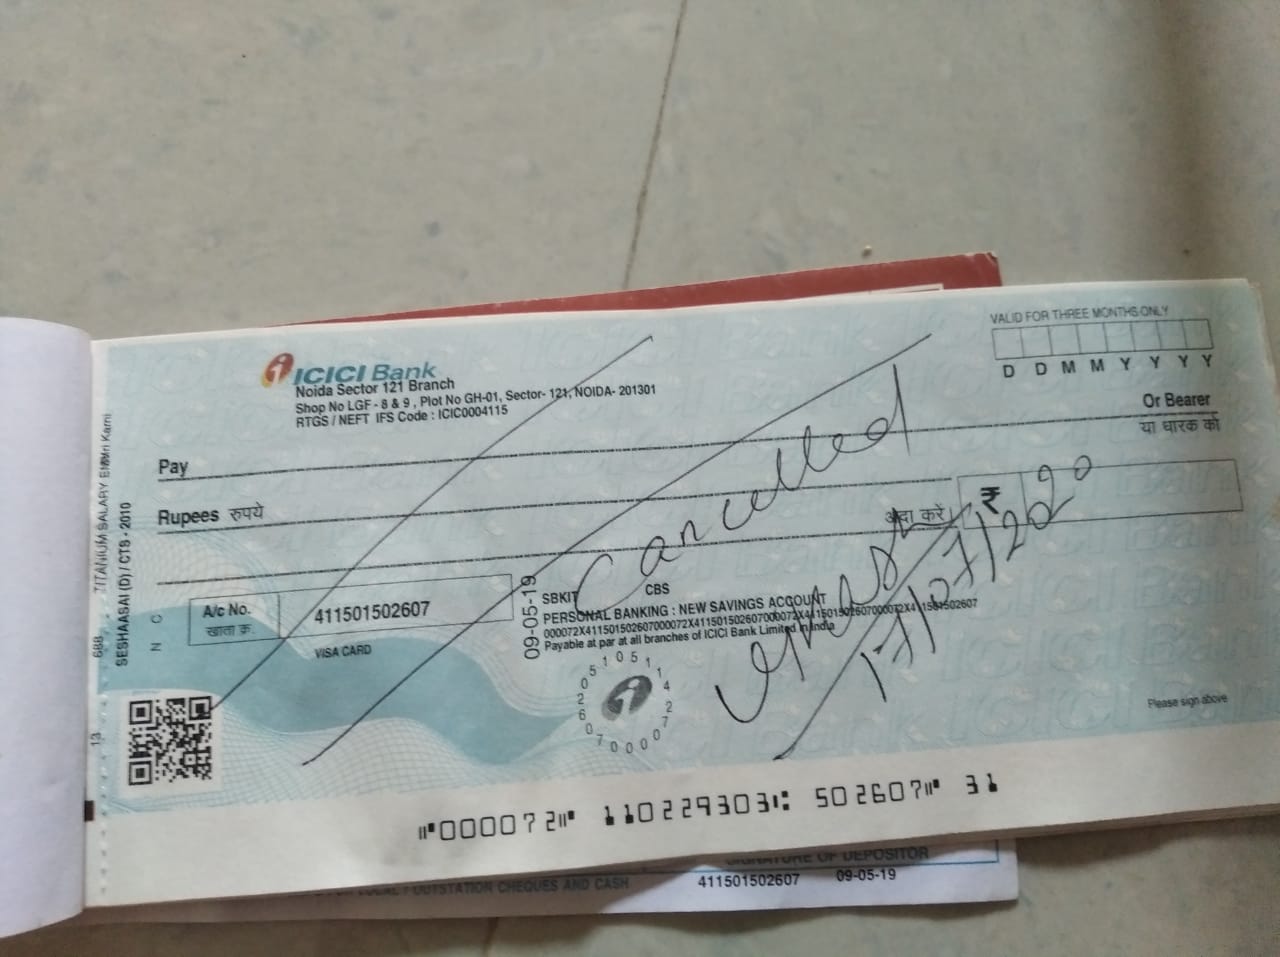 ICICI Bank
Noida Sector 121 Branch
Shop No LGF - 8 & 9 , Plot No GH-01, Sector- 121, NOIDA- 201301
RTGS / NEFT IFS Code : ICIC0004115
VALID FOR THREE MONTHS ONLY
D D M M Y Y Y Y
Pay
Or Bearer
या धारक को
Rupees रुपये
अदा करें
₹
Cancelled
17/07/2020
A/c No.
खाता क्र.
411501502607
VISA CARD
09-05-19
SBKIT CBS
PERSONAL BANKING : NEW SAVINGS ACCOUNT
000072X411501502607000072X411501502607000072X411501502607
Payable at par at all branches of ICICI Bank Limited in India
Please sign above
TITANIUM SALARY
SESHAASAI (D) / CTS - 2010
N C
688
13
⑈000072⑈ 110229303⑆ 502607⑈ 31
SIGNATURE OF DEPOSITOR
OUTSTATION CHEQUES AND CASH
411501502607 09-05-19